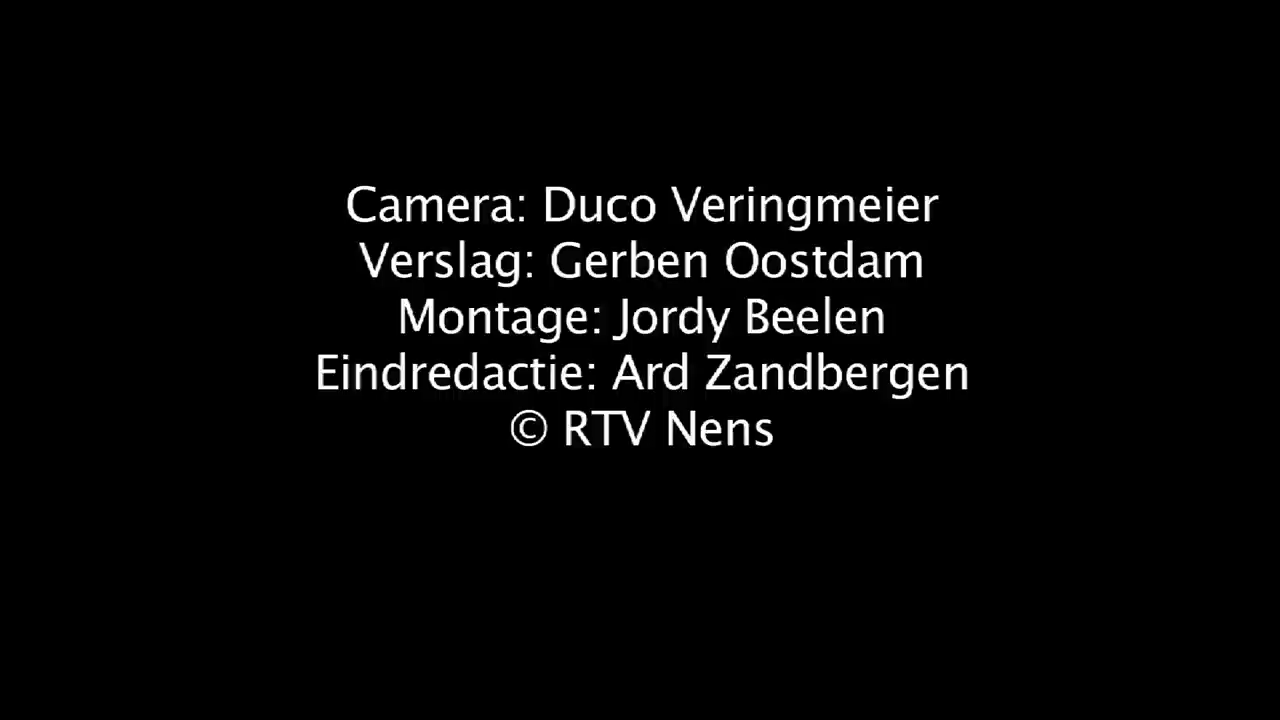 Camera: Duco Veringmeier
Verslag: Gerben Oostdam
Montage: Jordy Beelen
Eindredactie: Ard Zandbergen
© RTV Nens